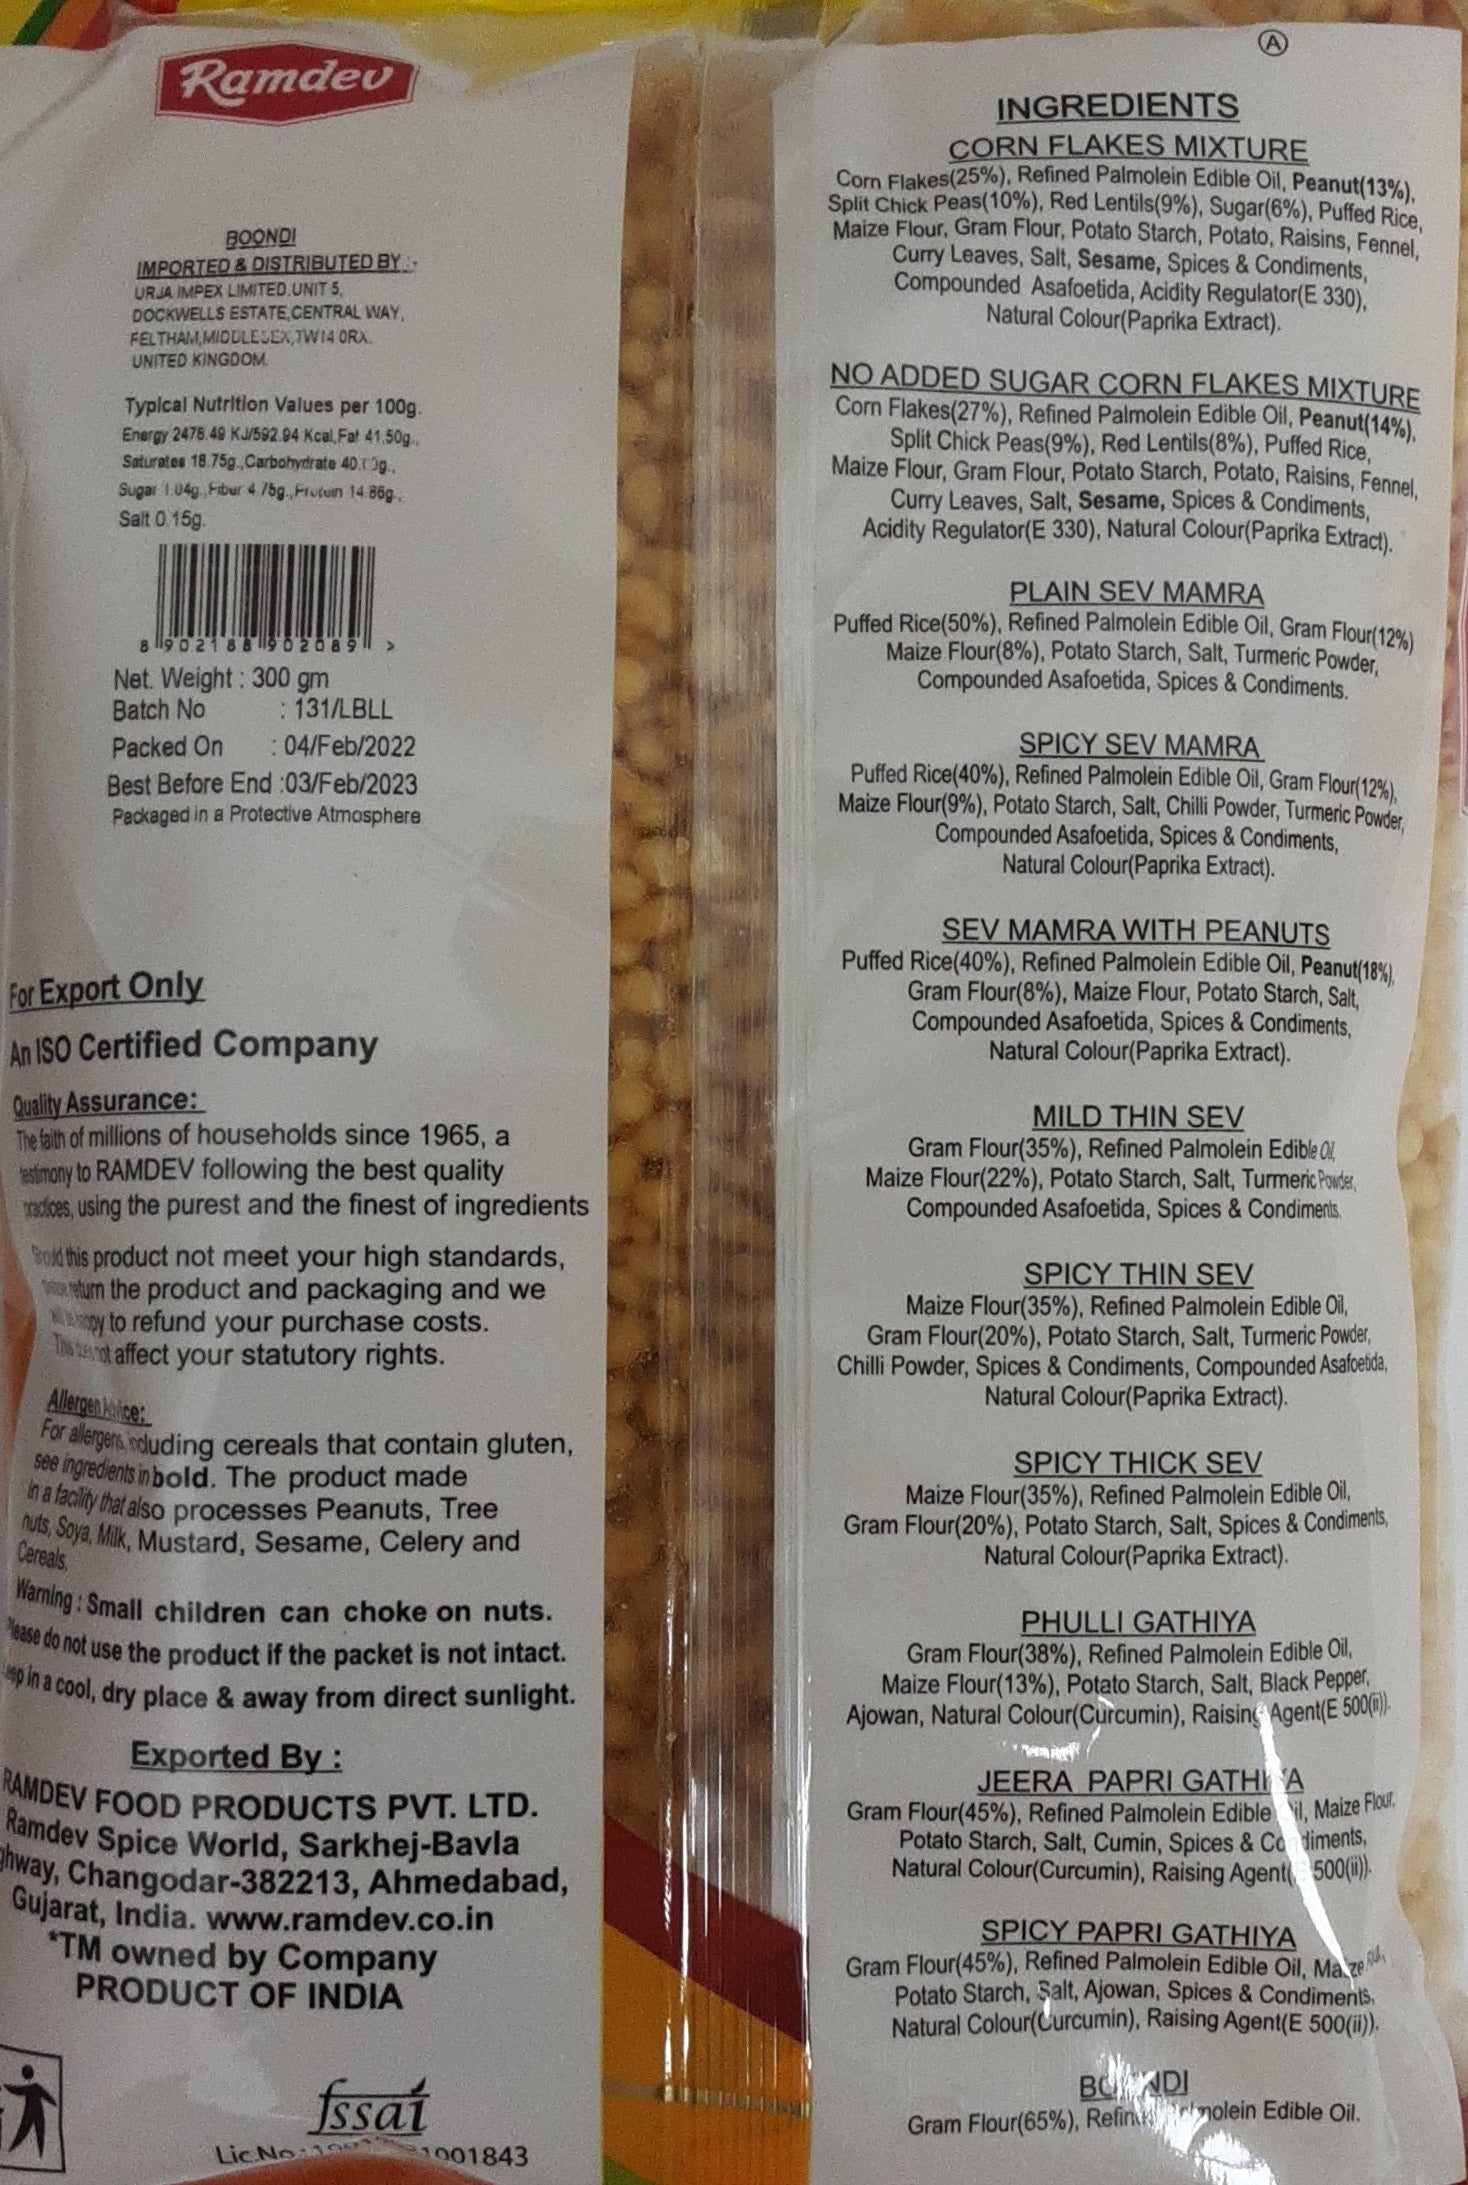 Ramdev
BOONDI
IMPORTED & DISTRIBUTED BY :-
URJA IMPEX LIMITED.UNIT 5,
DOCKWELLS ESTATE,CENTRAL WAY,
FELTHAM,MIDDLESEX,TW14 0RX.
UNITED KINGDOM.
Typical Nutrition Values per 100g.
Energy 2478.49 KJ/592.94 Kcal,Fat 41.50g.,
Saturates 18.75g.,Carbohydrate
Sugar 1.04g.,Fibur 4.75g.,Protuin 14.86g.,
Salt 0.15g.
8 902188 902089 >
Net. Weight : 300 gm
Batch No : 131/LBLL
Packed On : 04/Feb/2022
Best Before End :03/Feb/2023
Packaged in a Protective Atmosphere
For Export Only
An ISO Certified Company
Quality Assurance:
The faith of millions of households since 1965, a
testimony to RAMDEV following the best quality
practices, using the purest and the finest of ingredients
Should this product not meet your high standards,
return the product and packaging and we
happy to refund your purchase costs.
This does not affect your statutory rights.
Allergen Advice:
For allergens, including cereals that contain gluten,
see ingredients in bold. The product made
in a facility that also processes Peanuts, Tree
nuts, Soya, Milk, Mustard, Sesame, Celery and
Cereals.
Warning : Small children can choke on nuts.
Please do not use the product if the packet is not intact.
Keep in a cool, dry place & away from direct sunlight.
Exported By :
RAMDEV FOOD PRODUCTS PVT. LTD.
Ramdev Spice World, Sarkhej-Bavla
ghway, Changodar-382213, Ahmedabad,
Gujarat, India. www.ramdev.co.in
*TM owned by Company
PRODUCT OF INDIA
fssai
Lic.No.: 1001843
A
INGREDIENTS
CORN FLAKES MIXTURE
Corn Flakes(25%), Refined Palmolein Edible Oil, Peanut(13%),
Split Chick Peas(10%), Red Lentils(9%), Sugar(6%), Puffed Rice,
Maize Flour, Gram Flour, Potato Starch, Potato, Raisins, Fennel,
Curry Leaves, Salt, Sesame, Spices & Condiments,
Compounded Asafoetida, Acidity Regulator(E 330),
Natural Colour(Paprika Extract).
NO ADDED SUGAR CORN FLAKES MIXTURE
Corn Flakes(27%), Refined Palmolein Edible Oil, Peanut(14%),
Split Chick Peas(9%), Red Lentils(8%), Puffed Rice,
Maize Flour, Gram Flour, Potato Starch, Potato, Raisins, Fennel,
Curry Leaves, Salt, Sesame, Spices & Condiments,
Acidity Regulator(E 330), Natural Colour(Paprika Extract).
PLAIN SEV MAMRA
Puffed Rice(50%), Refined Palmolein Edible Oil, Gram Flour(12%)
Maize Flour(8%), Potato Starch, Salt, Turmeric Powder,
Compounded Asafoetida, Spices & Condiments.
SPICY SEV MAMRA
Puffed Rice(40%), Refined Palmolein Edible Oil, Gram Flour(12%),
Maize Flour(9%), Potato Starch, Salt, Chilli Powder, Turmeric Powder,
Compounded Asafoetida, Spices & Condiments,
Natural Colour(Paprika Extract).
SEV MAMRA WITH PEANUTS
Puffed Rice(40%), Refined Palmolein Edible Oil, Peanut(18%),
Gram Flour(8%), Maize Flour, Potato Starch, Salt,
Compounded Asafoetida, Spices & Condiments,
Natural Colour(Paprika Extract).
MILD THIN SEV
Gram Flour(35%), Refined Palmolein Edible Oil,
Maize Flour(22%), Potato Starch, Salt, Turmeric Powder,
Compounded Asafoetida, Spices & Condiments.
SPICY THIN SEV
Maize Flour(35%), Refined Palmolein Edible Oil,
Gram Flour(20%), Potato Starch, Salt, Turmeric Powder,
Chilli Powder, Spices & Condiments, Compounded Asafoetida,
Natural Colour(Paprika Extract).
SPICY THICK SEV
Maize Flour(35%), Refined Palmolein Edible Oil,
Gram Flour(20%), Potato Starch, Salt, Spices & Condiments,
Natural Colour(Paprika Extract).
PHULLI GATHIYA
Gram Flour(38%), Refined Palmolein Edible Oil,
Maize Flour(13%), Potato Starch, Salt, Black Pepper,
Ajowan, Natural Colour(Curcumin), Raising Agent(E 500(ii)).
JEERA PAPRI GATHIYA
Gram Flour(45%), Refined Palmolein Edible Oil, Maize Flour,
Potato Starch, Salt, Cumin, Spices & Condiments,
Natural Colour(Curcumin), Raising Agent(E 500(ii)).
SPICY PAPRI GATHIYA
Gram Flour(45%), Refined Palmolein Edible Oil, Maize Flour,
Potato Starch, Salt, Ajowan, Spices & Condiments,
Natural Colour(Curcumin), Raising Agent(E 500(ii)).
BOONDI
Gram Flour(65%), Refined Palmolein Edible Oil.